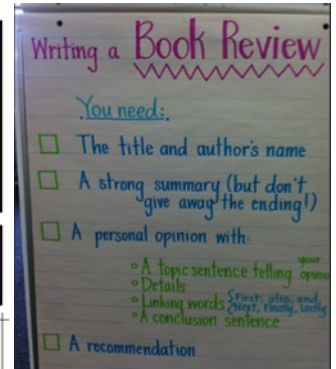 Writing a Book Review
You need:
The title and author's name
A strong summary (but don't
give away the ending!)
A personal opinion with:
your
• A topic sentence telling opinion
• Details
• Linking words {First, also, and,
Next, Finally, lastly
• A conclusion sentence
A recommendation